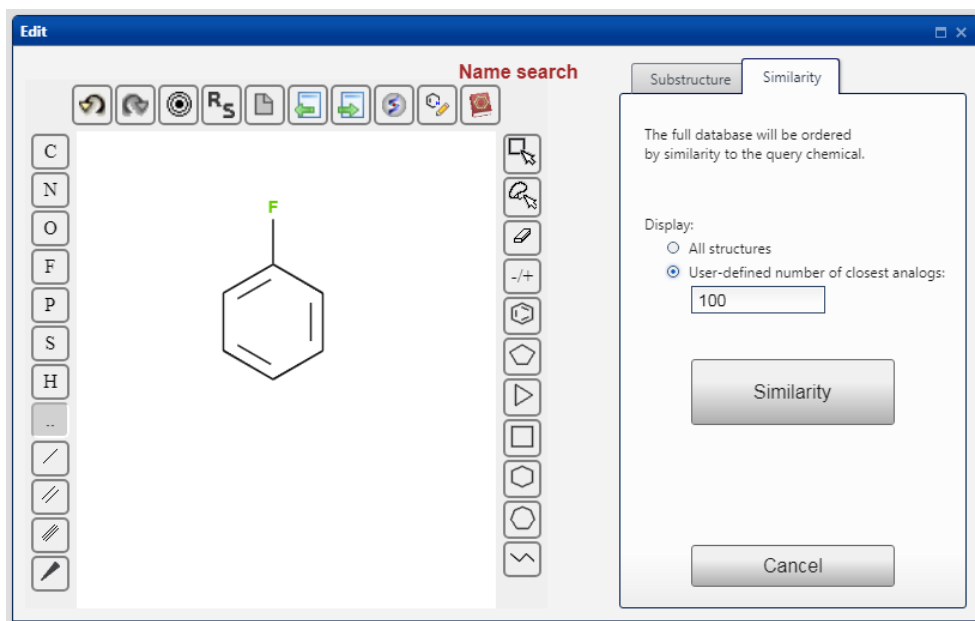 Edit
Name search
Substructure
Similarity
RS
C
N
O
F
P
S
H
..
-/+
F
The full database will be ordered
by similarity to the query chemical.
Display:
All structures
User-defined number of closest analogs:
100
Similarity
Cancel